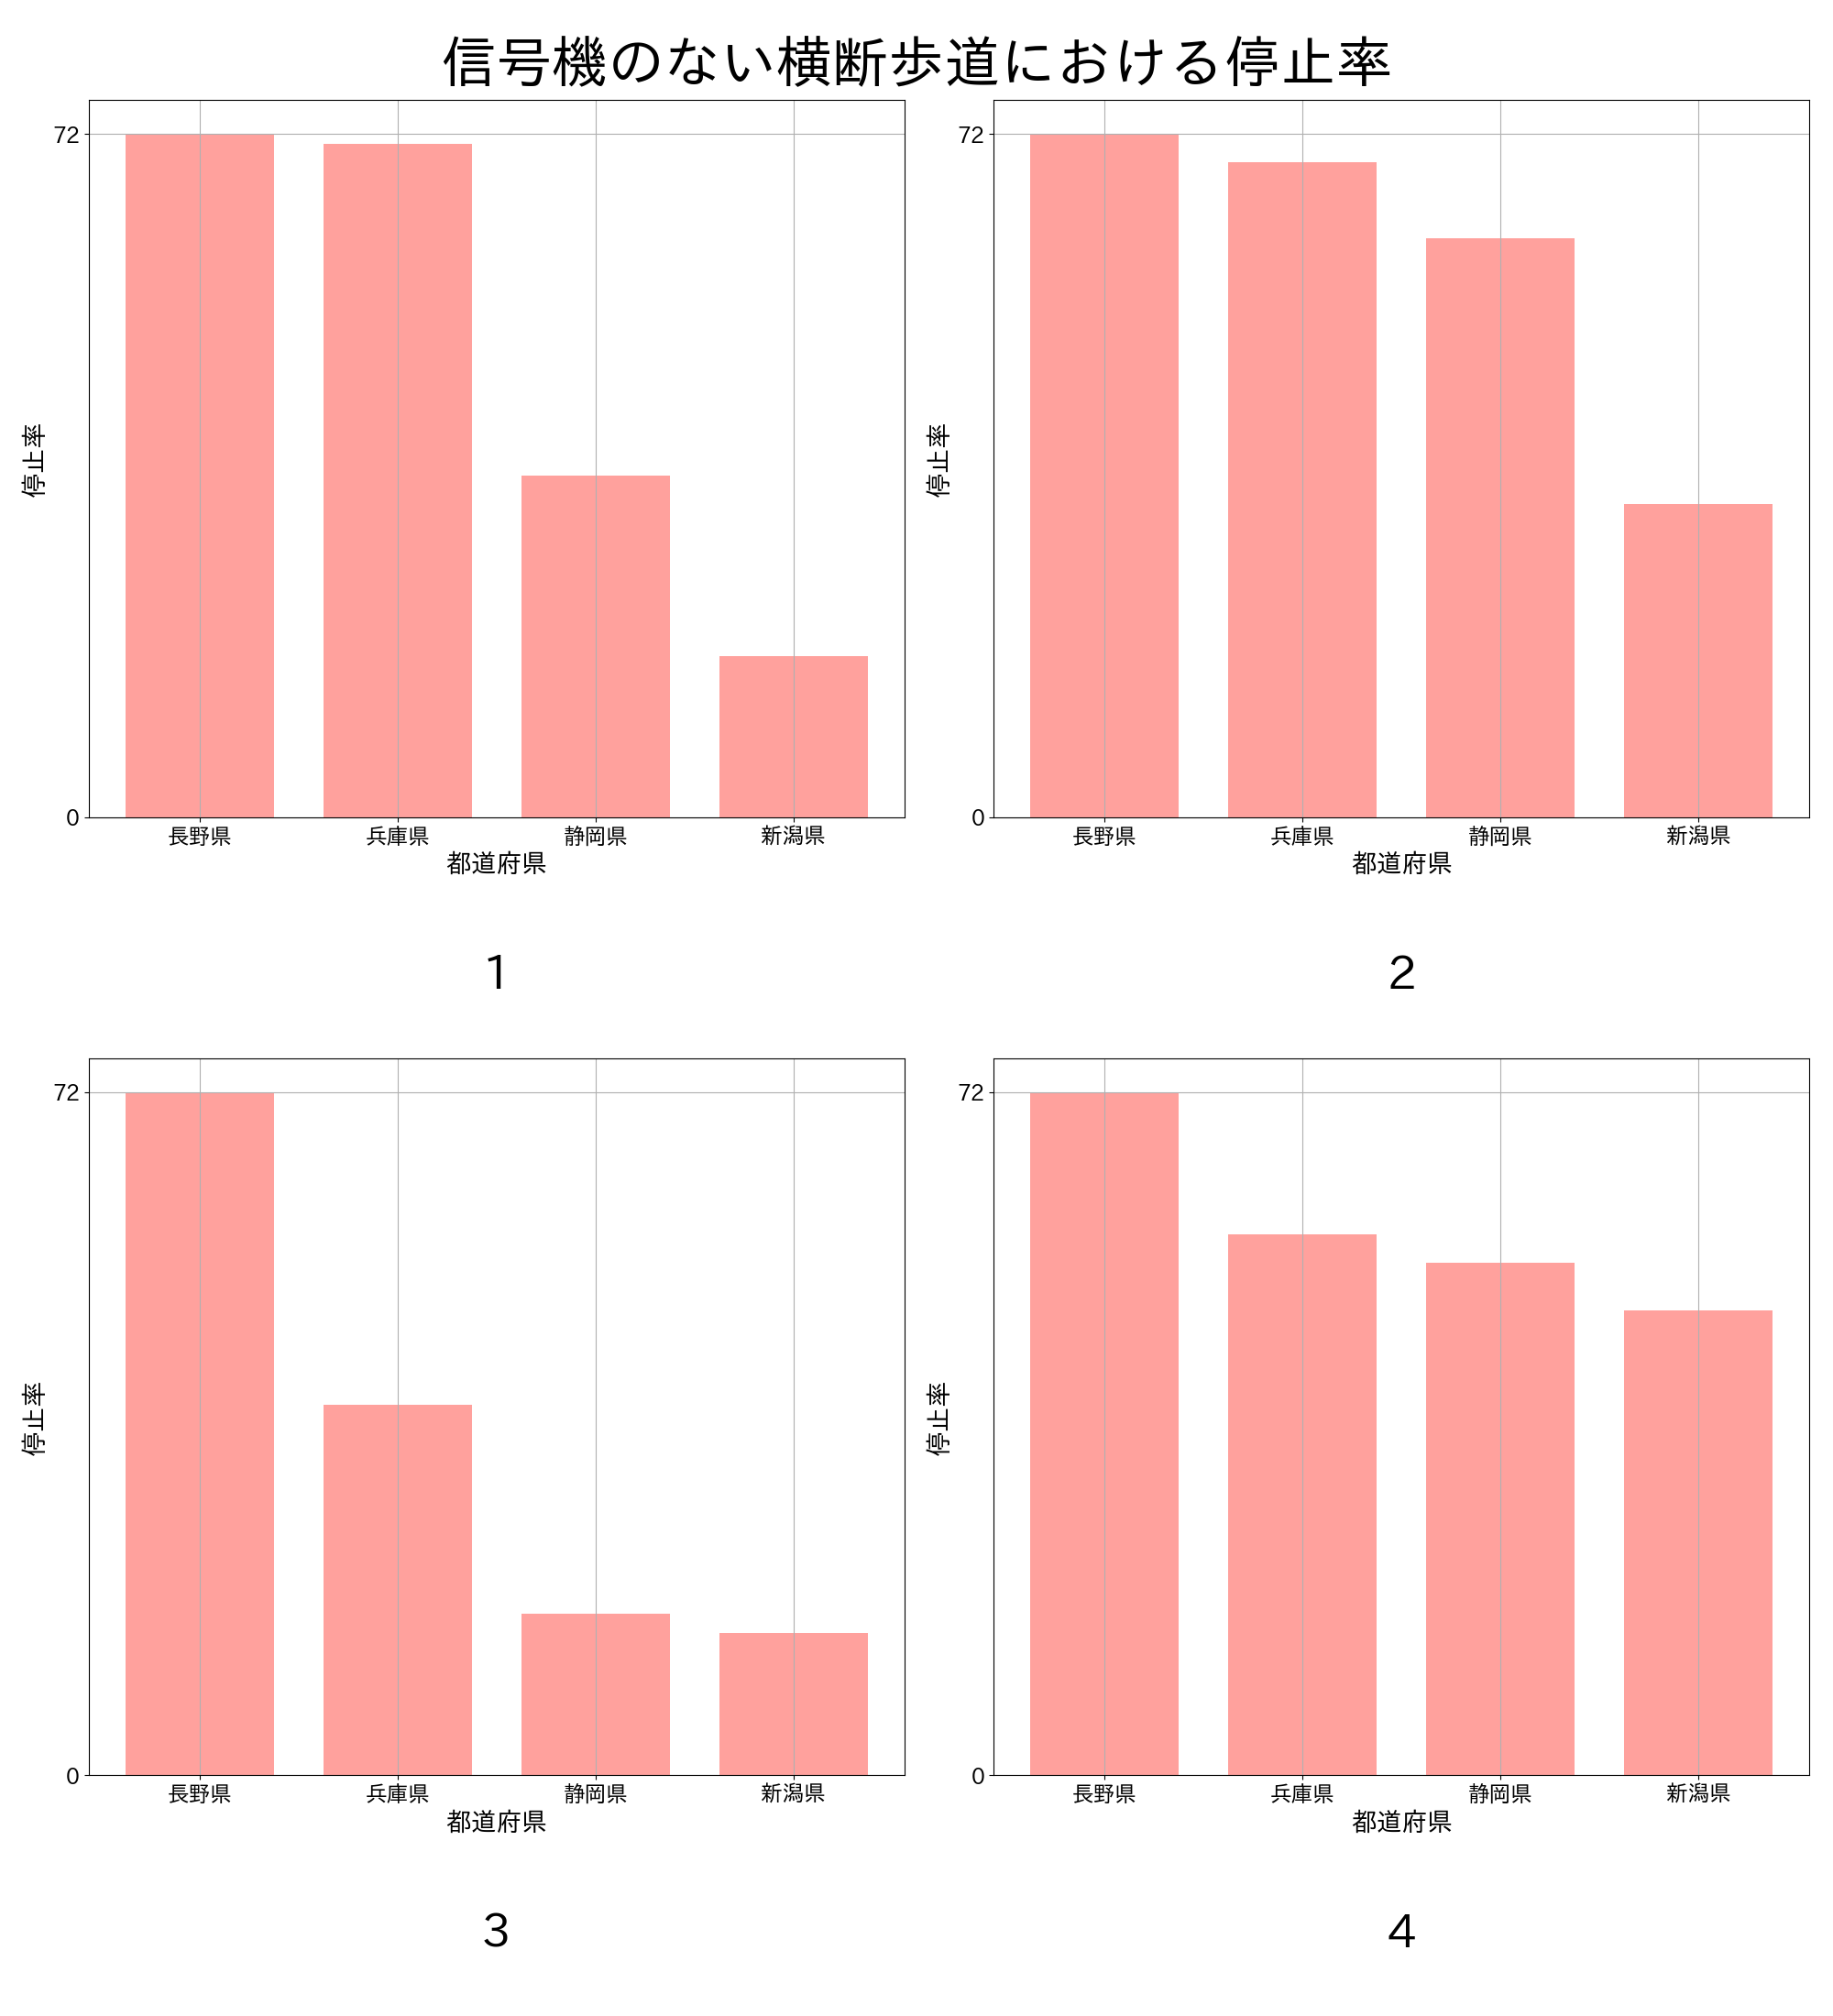 信号機のない横断歩道における停止率
72
0
停止率
長野県 兵庫県 静岡県 新潟県
都道府県
1
72
0
停止率
長野県 兵庫県 静岡県 新潟県
都道府県
2
72
0
停止率
長野県 兵庫県 静岡県 新潟県
都道府県
3
72
0
停止率
長野県 兵庫県 静岡県 新潟県
都道府県
4